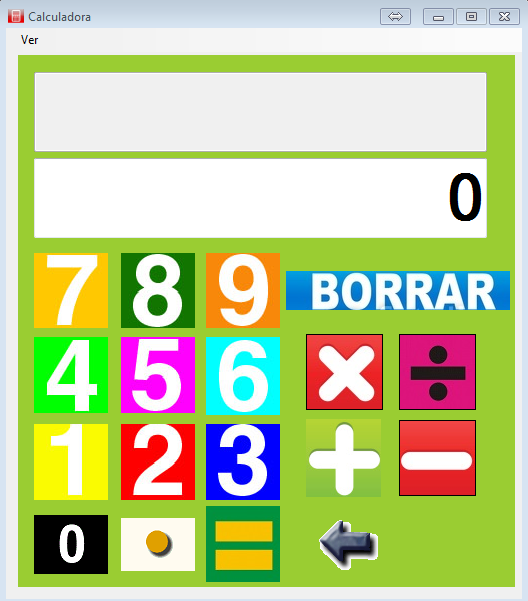 Calculadora
Ver
0
7 8 9 BORRAR
4 5 6 × ÷
1 2 3 + −
0 . =